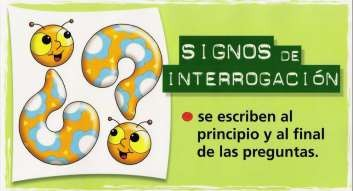 ¿?
SIGNOS DE
INTERROGACIÓN
se escriben al
principio y al final
de las preguntas.